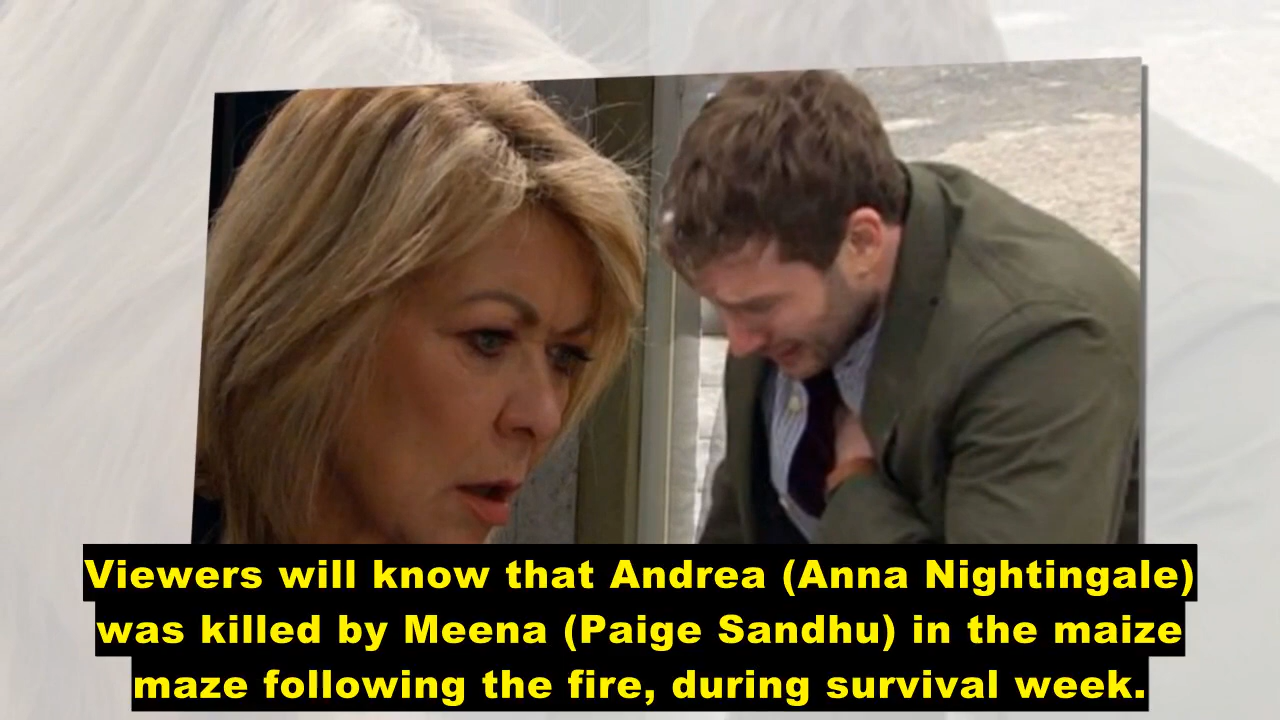 Viewers will know that Andrea (Anna Nightingale)
was killed by Meena (Paige Sandhu) in the maize
maze following the fire, during survival week.